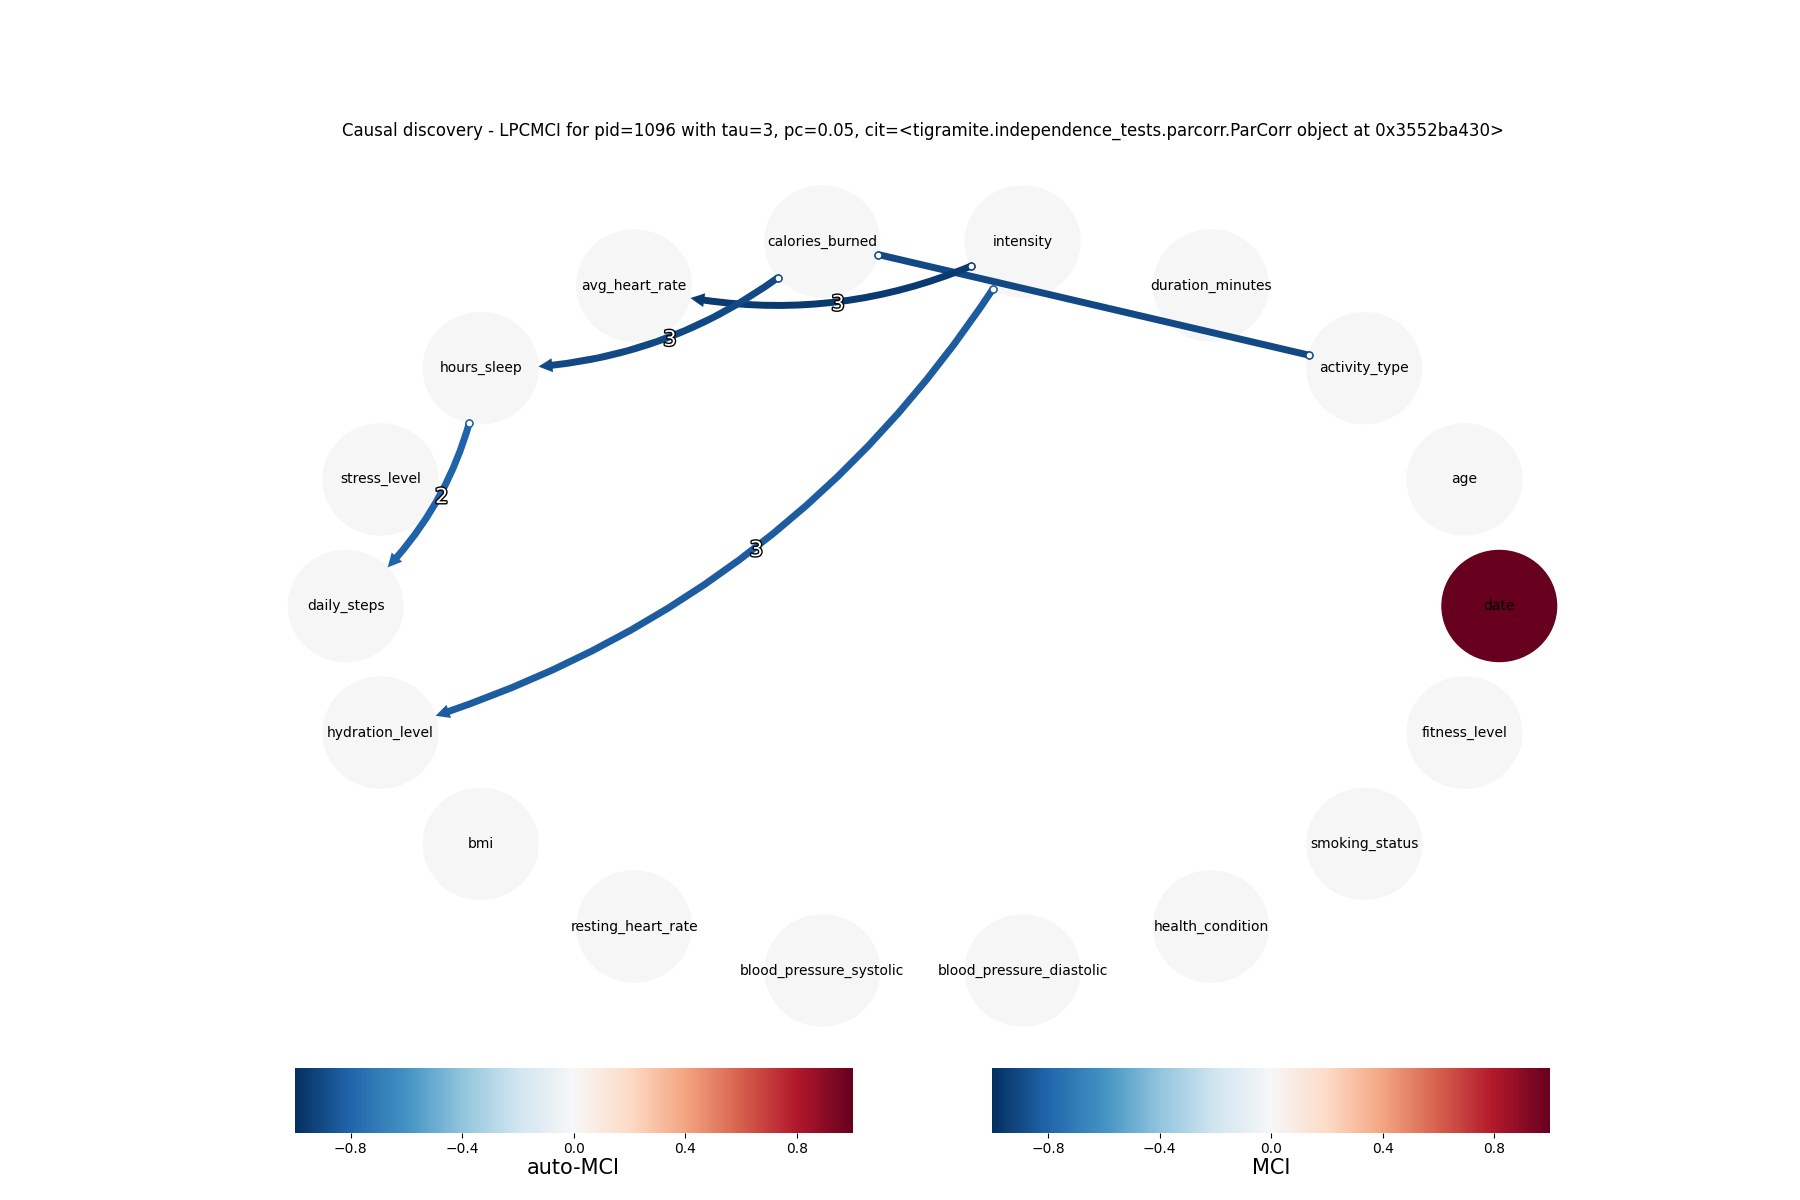 Causal discovery - LPCMCI for pid=1096 with tau=3, pc=0.05, cit=<tigramite.independence_tests.parcorr.ParCorr object at 0x3552ba430>
calories_burned
intensity
avg_heart_rate
duration_minutes
3
3
hours_sleep
activity_type
stress_level
age
2
3
daily_steps
date
hydration_level
fitness_level
bmi
smoking_status
resting_heart_rate
health_condition
blood_pressure_systolic
blood_pressure_diastolic
−0.8 −0.4 0.0 0.4 0.8
auto-MCI
−0.8 −0.4 0.0 0.4 0.8
MCI